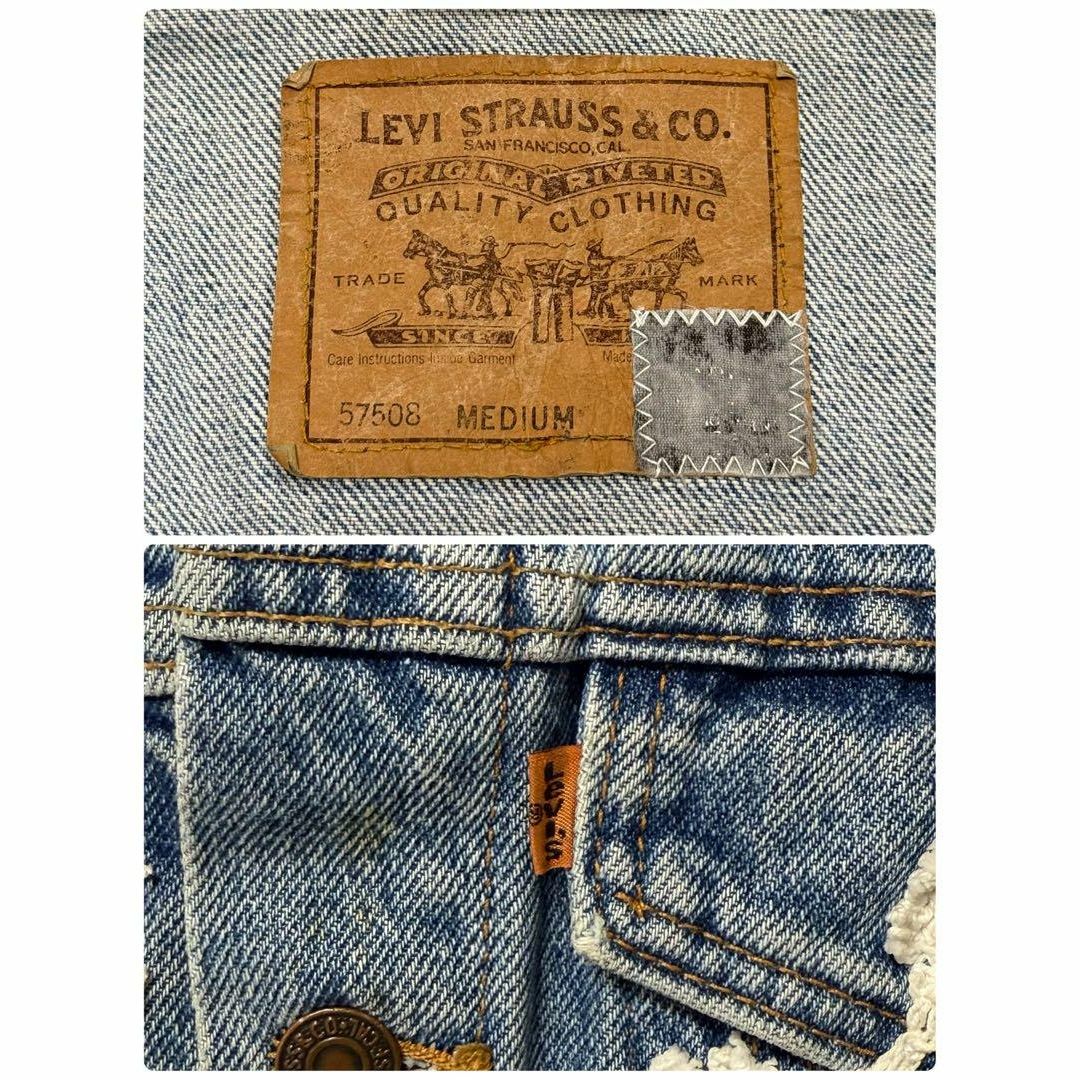 LEVI STRAUSS & CO.
SAN FRANCISCO, CAL.
ORIGINAL RIVETED
QUALITY CLOTHING
TRADE MARK
SINCE
Care Instructions Inside Garment
Made
57508 MEDIUM
LEVI'S